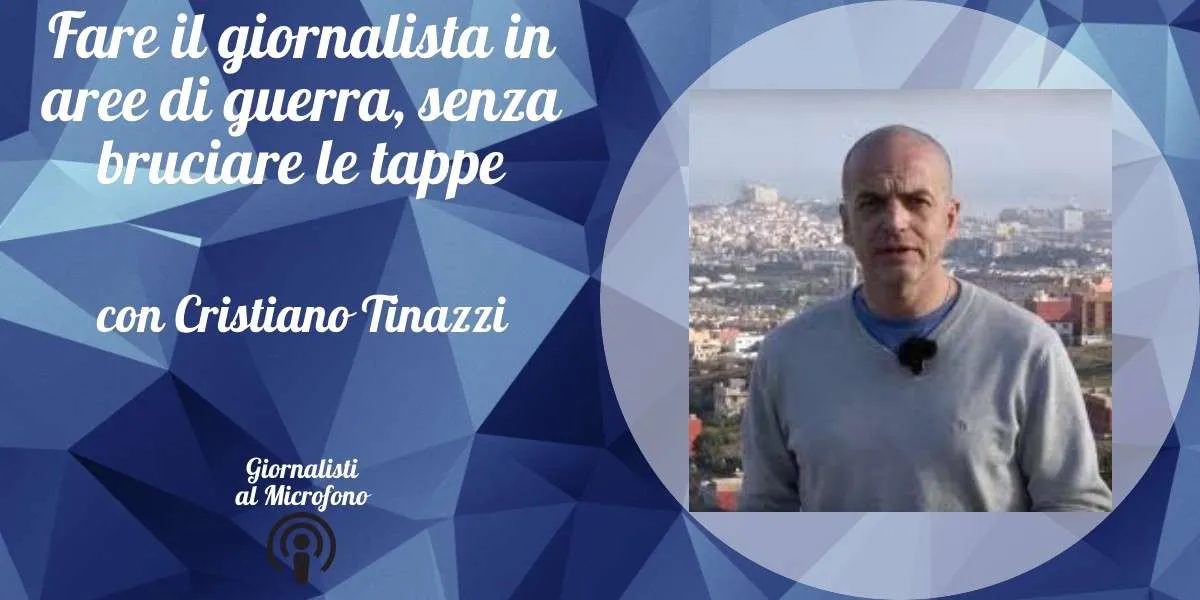 Fare il giornalista in
aree di guerra, senza
bruciare le tappe
con Cristiano Tinazzi
Giornalisti
al Microfono